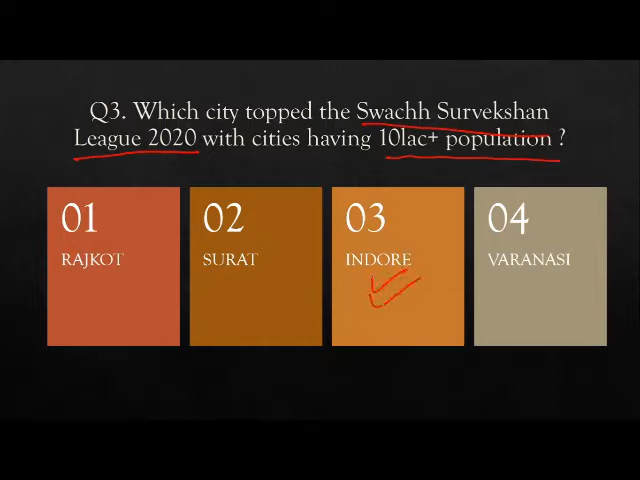 Q3. Which city topped the Swachh Survekshan
League 2020 with cities having 10lac+ population ?
01
RAJKOT
02
SURAT
03
INDORE
04
VARANASI